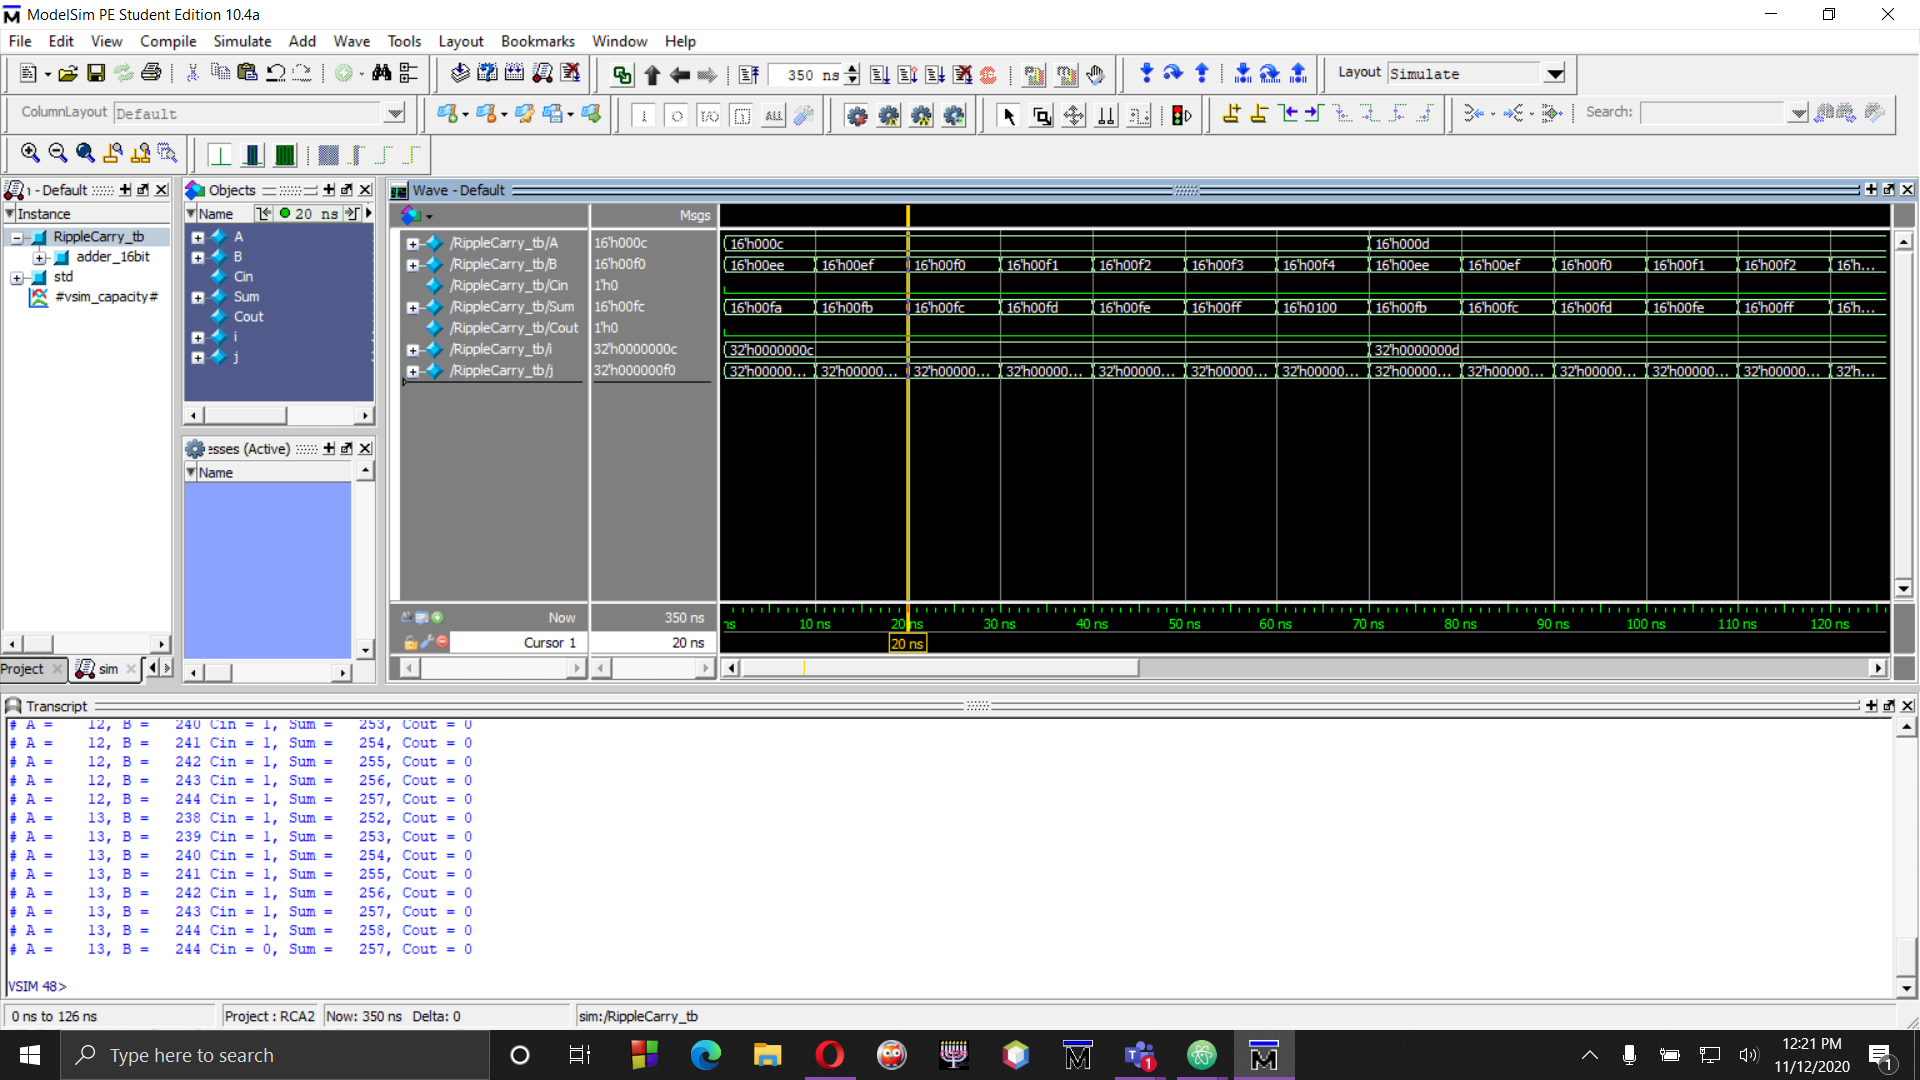 ModelSim PE Student Edition 10.4a
File Edit View Compile Simulate Add Wave Tools Layout Bookmarks Window Help
350 ns
Layout Simulate
ColumnLayout Default
ALL
Search:
- Default
Objects
Wave - Default
Instance
Name
20 ns
Msgs
RippleCarry_tb
adder_16bit
std
#vsim_capacity#
A
B
Cin
Sum
Cout
i
j
esses (Active)
Name
/RippleCarry_tb/A 16'h000c 16'h000c 16'h000d
/RippleCarry_tb/B 16'h00f0 16'h00ee 16'h00ef 16'h00f0 16'h00f1 16'h00f2 16'h00f3 16'h00f4 16'h00ee 16'h00ef 16'h00f0 16'h00f1 16'h00f2 16'h...
/RippleCarry_tb/Cin 1'h0
/RippleCarry_tb/Sum 16'h00fc 16'h00fa 16'h00fb 16'h00fc 16'h00fd 16'h00fe 16'h00ff 16'h0100 16'h00fb 16'h00fc 16'h00fd 16'h00fe 16'h00ff 16'h...
/RippleCarry_tb/Cout 1'h0
/RippleCarry_tb/i 32'h0000000c 32'h0000000c 32'h0000000d
/RippleCarry_tb/j 32'h000000f0 32'h00000... 32'h00000... 32'h00000... 32'h00000... 32'h00000... 32'h00000... 32'h00000... 32'h00000... 32'h00000... 32'h00000... 32'h00000... 32'h00000... 32'h...
Now 350 ns
ns 10 ns 20 ns 30 ns 40 ns 50 ns 60 ns 70 ns 80 ns 90 ns 100 ns 110 ns 120 ns
Cursor 1 20 ns
20 ns
Project sim
Transcript
# A = 12, B = 240 Cin = 1, Sum = 253, Cout = 0
# A = 12, B = 241 Cin = 1, Sum = 254, Cout = 0
# A = 12, B = 242 Cin = 1, Sum = 255, Cout = 0
# A = 12, B = 243 Cin = 1, Sum = 256, Cout = 0
# A = 12, B = 244 Cin = 1, Sum = 257, Cout = 0
# A = 13, B = 238 Cin = 1, Sum = 252, Cout = 0
# A = 13, B = 239 Cin = 1, Sum = 253, Cout = 0
# A = 13, B = 240 Cin = 1, Sum = 254, Cout = 0
# A = 13, B = 241 Cin = 1, Sum = 255, Cout = 0
# A = 13, B = 242 Cin = 1, Sum = 256, Cout = 0
# A = 13, B = 243 Cin = 1, Sum = 257, Cout = 0
# A = 13, B = 244 Cin = 1, Sum = 258, Cout = 0
# A = 13, B = 244 Cin = 0, Sum = 257, Cout = 0
VSIM 48>
0 ns to 126 ns Project : RCA2 Now: 350 ns Delta: 0 sim:/RippleCarry_tb
Type here to search
12:21 PM
11/12/2020
1
1